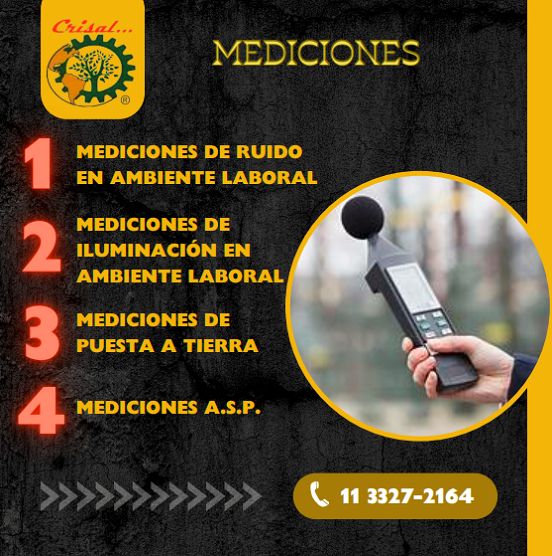 Crisal...
®
MEDICIONES
1
MEDICIONES DE RUIDO
EN AMBIENTE LABORAL
2
MEDICIONES DE
ILUMINACIÓN EN
AMBIENTE LABORAL
3
MEDICIONES DE
PUESTA A TIERRA
4
MEDICIONES A.S.P.
11 3327-2164